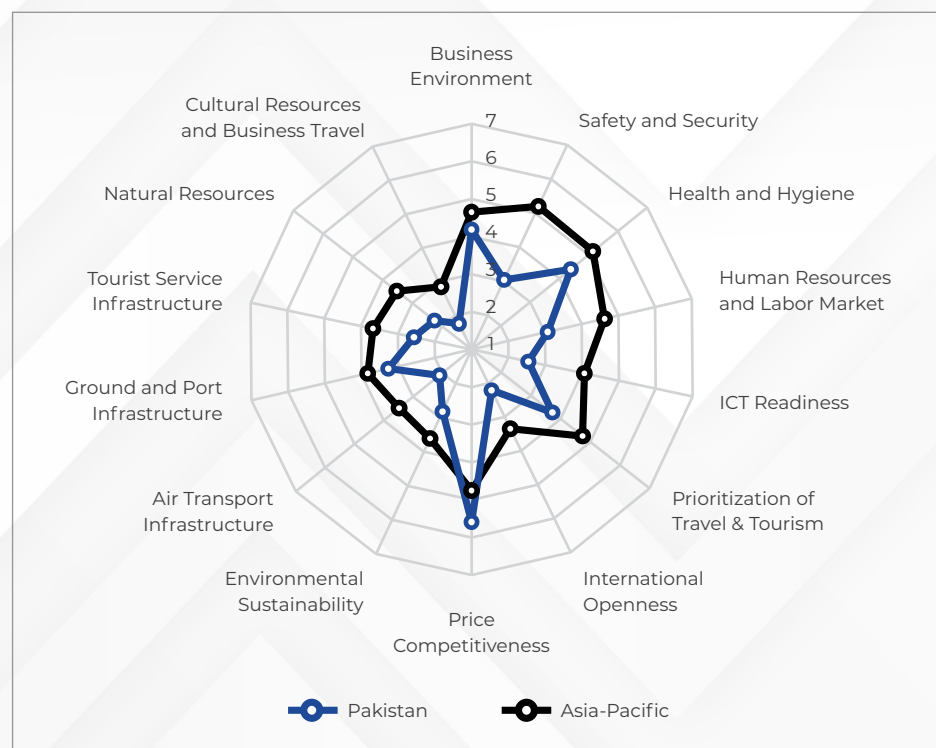 Business
Environment
Cultural Resources
and Business Travel
Safety and Security
Natural Resources
Health and Hygiene
Tourist Service
Infrastructure
Human Resources
and Labor Market
Ground and Port
Infrastructure
ICT Readiness
Air Transport
Infrastructure
Prioritization of
Travel & Tourism
Environmental
Sustainability
International
Openness
Price
Competitiveness
7
6
5
4
3
2
1
Pakistan
Asia-Pacific